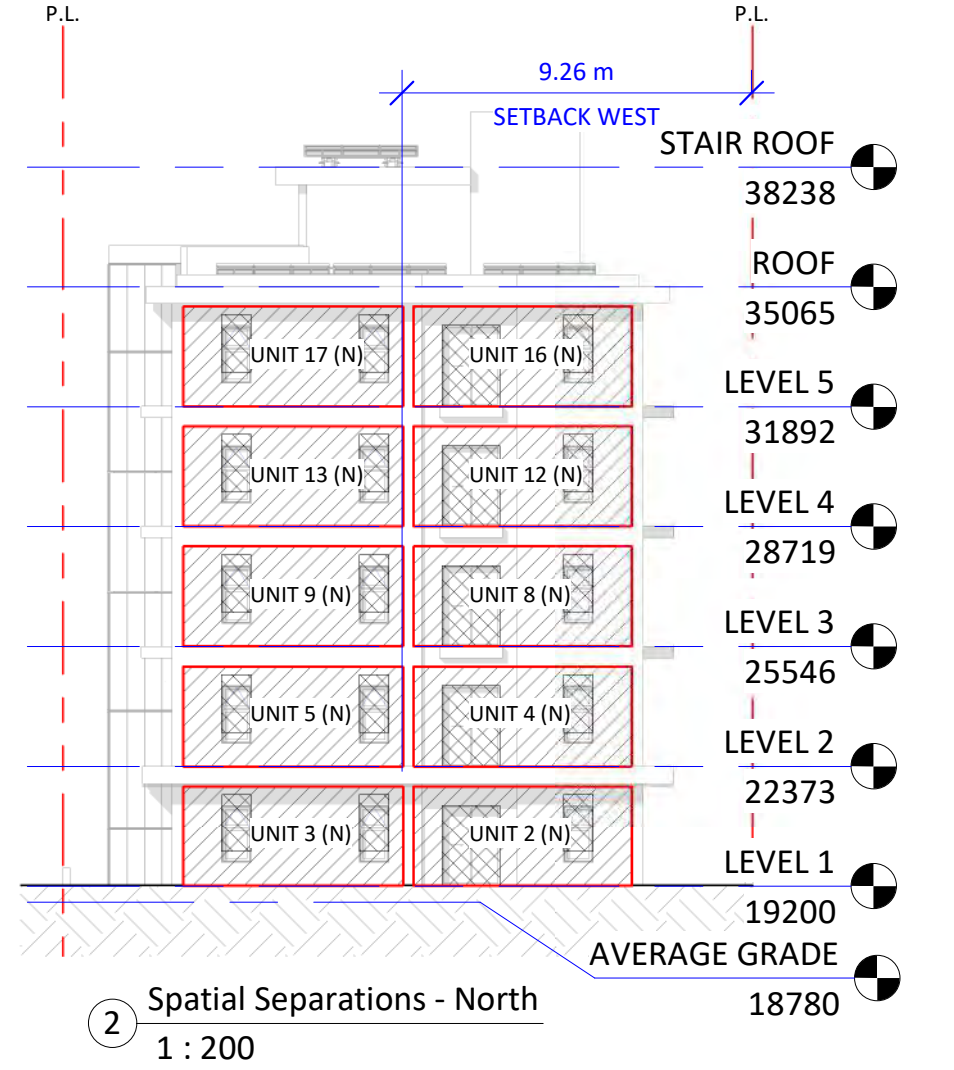 P.L.
P.L.
9.26 m
SETBACK WEST
STAIR ROOF
38238
ROOF
35065
UNIT 17 (N)
UNIT 16 (N)
LEVEL 5
31892
UNIT 13 (N)
UNIT 12 (N)
LEVEL 4
28719
UNIT 9 (N)
UNIT 8 (N)
LEVEL 3
25546
UNIT 5 (N)
UNIT 4 (N)
LEVEL 2
22373
UNIT 3 (N)
UNIT 2 (N)
LEVEL 1
19200
AVERAGE GRADE
18780
2
Spatial Separations - North
1 : 200